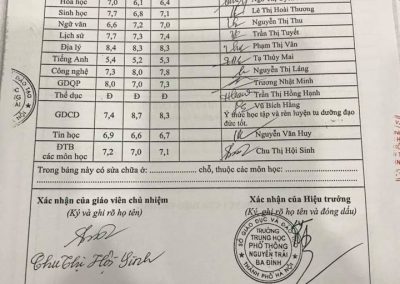 Hóa học 7,0 6,1 6,4
Sinh học 7,7 6,8 7,1 Lê Thị Hoài Thương
Ngữ văn 6,6 7,2 7,0 Nguyễn Thị Thu
Lịch sử 7,7 7,3 7,4 Trần Thị Tuyết
Địa lý 8,4 8,3 8,3 Phạm Thị Vân
Tiếng Anh 5,4 5,2 5,3 Tạ Thúy Mai
Công nghệ 7,3 8,0 7,8 Nguyễn Thị Láng
GDQP 8,3 7,0 7,4 Trương Nhật Minh
Thể dục Đ Đ Đ Trần Thị Hồng Hạnh
Vũ Bích Hằng
GDCD 7,4 8,7 8,3 Ý thức học tập và rèn luyện tu dưỡng đạo
đức tốt.
Tin học 6,9 6,6 6,7 Nguyễn Văn Huy
ĐTB
các môn học 7,2 7,0 7,1 Chu Thị Hội Sinh
Trong bảng này có sửa chữa ở: chỗ, thuộc các môn học:
Xác nhận của giáo viên chủ nhiệm
(Ký và ghi rõ họ tên)
Chu Thị Hội Sinh
Xác nhận của Hiệu trưởng
(Ký, ghi rõ họ tên và đóng dấu)
SỞ GIÁO DỤC VÀ ĐÀO
TRƯỜNG
TRUNG HỌC
PHỔ THÔNG
NGUYỄN TRÃI
BA ĐÌNH
THÀNH PHỐ HÀ NỘI